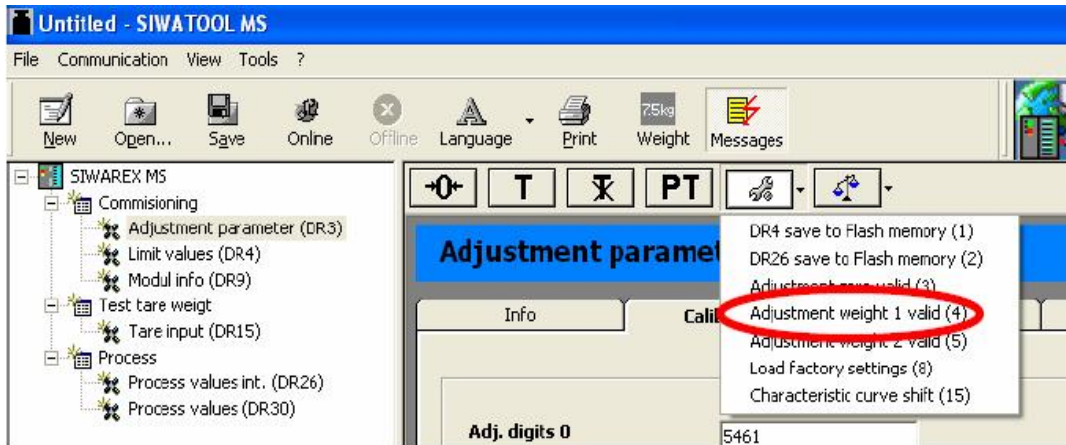 Untitled - SIWATOOL MS
File Communication View Tools ?
New Open... Save Online Offline Language Print 7.5kg Weight Messages
SIWAREX MS
Commisioning
Adjustment parameter (DR3)
Limit values (DR4)
Modul info (DR9)
Test tare weigt
Tare input (DR15)
Process
Process values int. (DR26)
Process values (DR30)
→0← T T PT
Adjustment paramet
DR4 save to Flash memory (1)
DR26 save to Flash memory (2)
Adjustment zero valid (3)
Adjustment weight 1 valid (4)
Adjustment weight 2 valid (5)
Load factory settings (8)
Characteristic curve shift (15)
Info Calib
Adj. digits 0 5461